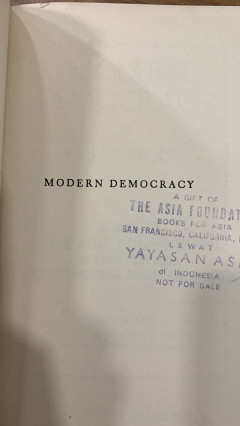 MODERN DEMOCRACY
A GIFT OF
THE ASIA FOUNDAT
BOOKS FOR ASIA
SAN FRANCISCO, CALIFORNIA,
LEWAT
YAYASAN AS
di INDONESIA
NOT FOR SALE